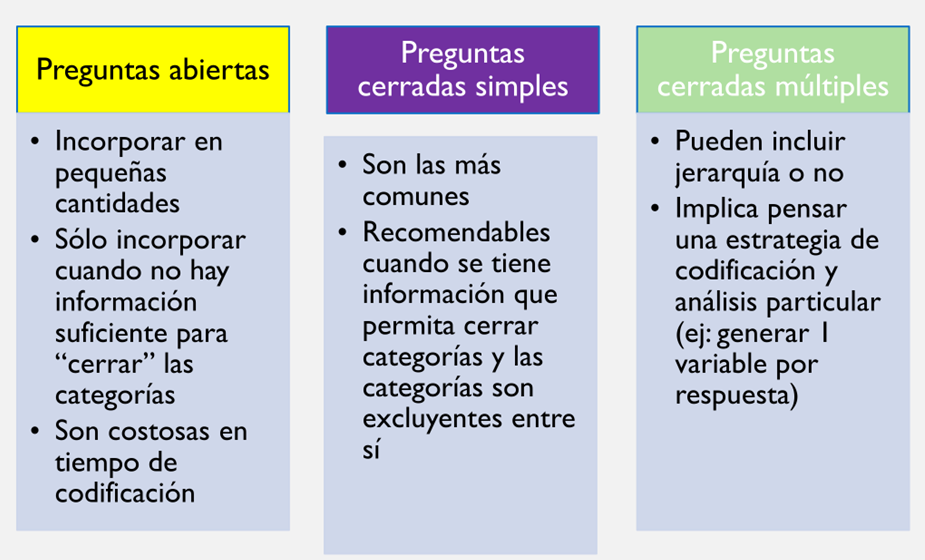 Preguntas abiertas
• Incorporar en
pequeñas
cantidades
• Sólo incorporar
cuando no hay
información
suficiente para
“cerrar” las
categorías
• Son costosas en
tiempo de
codificación
Preguntas
cerradas simples
• Son las más
comunes
• Recomendables
cuando se tiene
información que
permita cerrar
categorías y las
categorías son
excluyentes entre
sí
Preguntas
cerradas múltiples
• Pueden incluir
jerarquía o no
• Implica pensar
una estrategia de
codificación y
análisis particular
(ej: generar 1
variable por
respuesta)